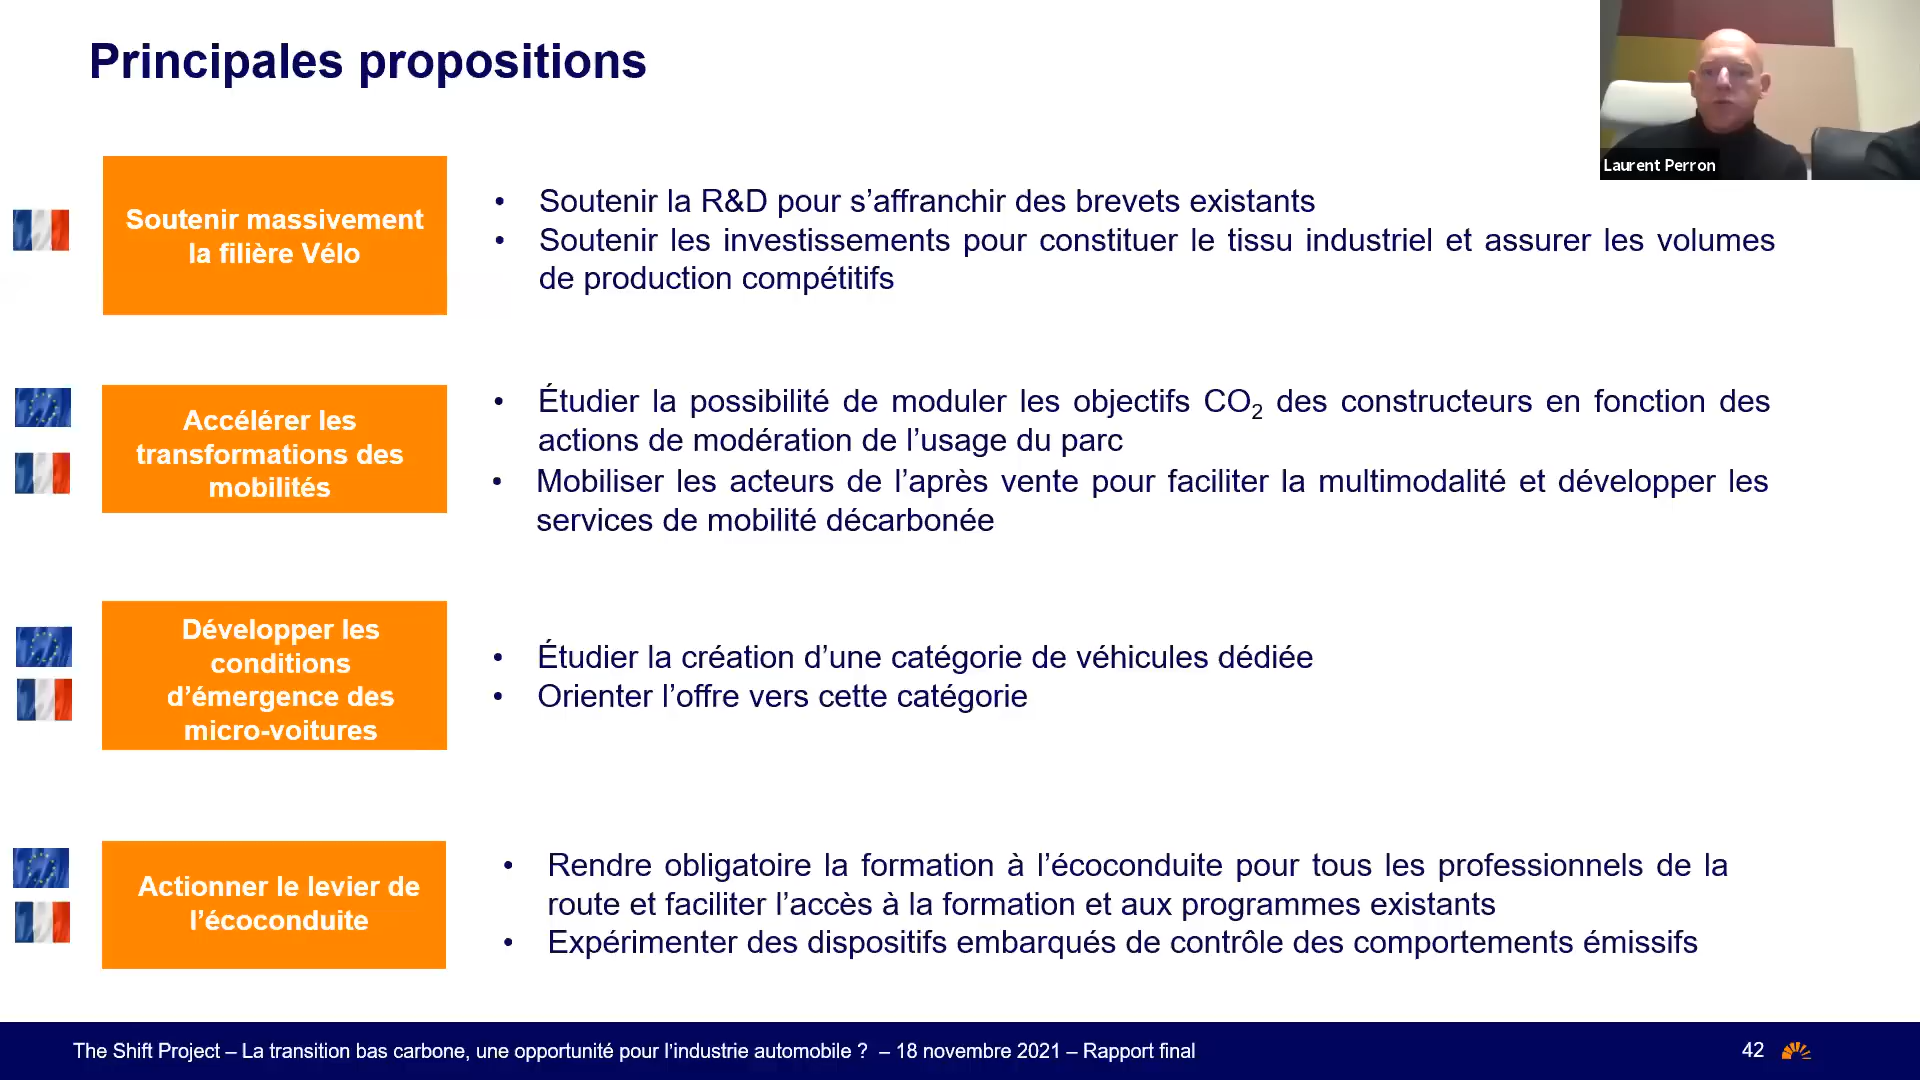 Principales propositions
Laurent Perron
Soutenir massivement
la filière Vélo
• Soutenir la R&D pour s’affranchir des brevets existants
• Soutenir les investissements pour constituer le tissu industriel et assurer les volumes
de production compétitifs
Accélérer les
transformations des
mobilités
• Étudier la possibilité de moduler les objectifs CO₂ des constructeurs en fonction des
actions de modération de l’usage du parc
• Mobiliser les acteurs de l’après vente pour faciliter la multimodalité et développer les
services de mobilité décarbonée
Développer les
conditions
d’émergence des
micro-voitures
• Étudier la création d’une catégorie de véhicules dédiée
• Orienter l’offre vers cette catégorie
Actionner le levier de
l’écoconduite
• Rendre obligatoire la formation à l’écoconduite pour tous les professionnels de la
route et faciliter l’accès à la formation et aux programmes existants
• Expérimenter des dispositifs embarqués de contrôle des comportements émissifs
The Shift Project – La transition bas carbone, une opportunité pour l’industrie automobile ? – 18 novembre 2021 – Rapport final
42